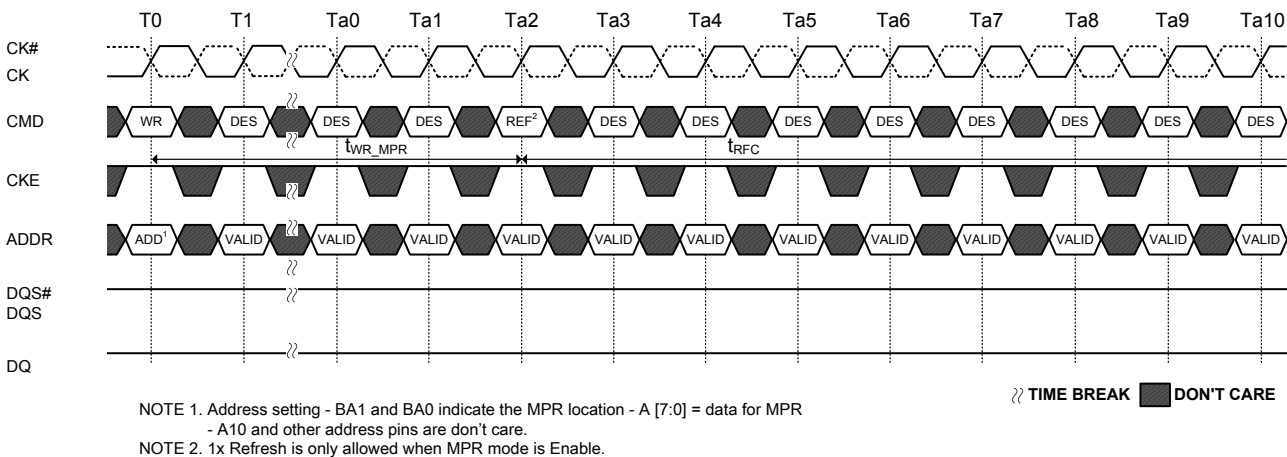 T0 T1 Ta0 Ta1 Ta2 Ta3 Ta4 Ta5 Ta6 Ta7 Ta8 Ta9 Ta10
CK#
CK
CMD WR DES DES DES REF2 DES DES DES DES DES DES DES DES
tWR_MPR tRFC
CKE
ADDR ADD1 VALID VALID VALID VALID VALID VALID VALID VALID VALID VALID VALID VALID
DQS#
DQS
DQ
TIME BREAK DON'T CARE
NOTE 1. Address setting - BA1 and BA0 indicate the MPR location - A [7:0] = data for MPR
- A10 and other address pins are don't care.
NOTE 2. 1x Refresh is only allowed when MPR mode is Enable.